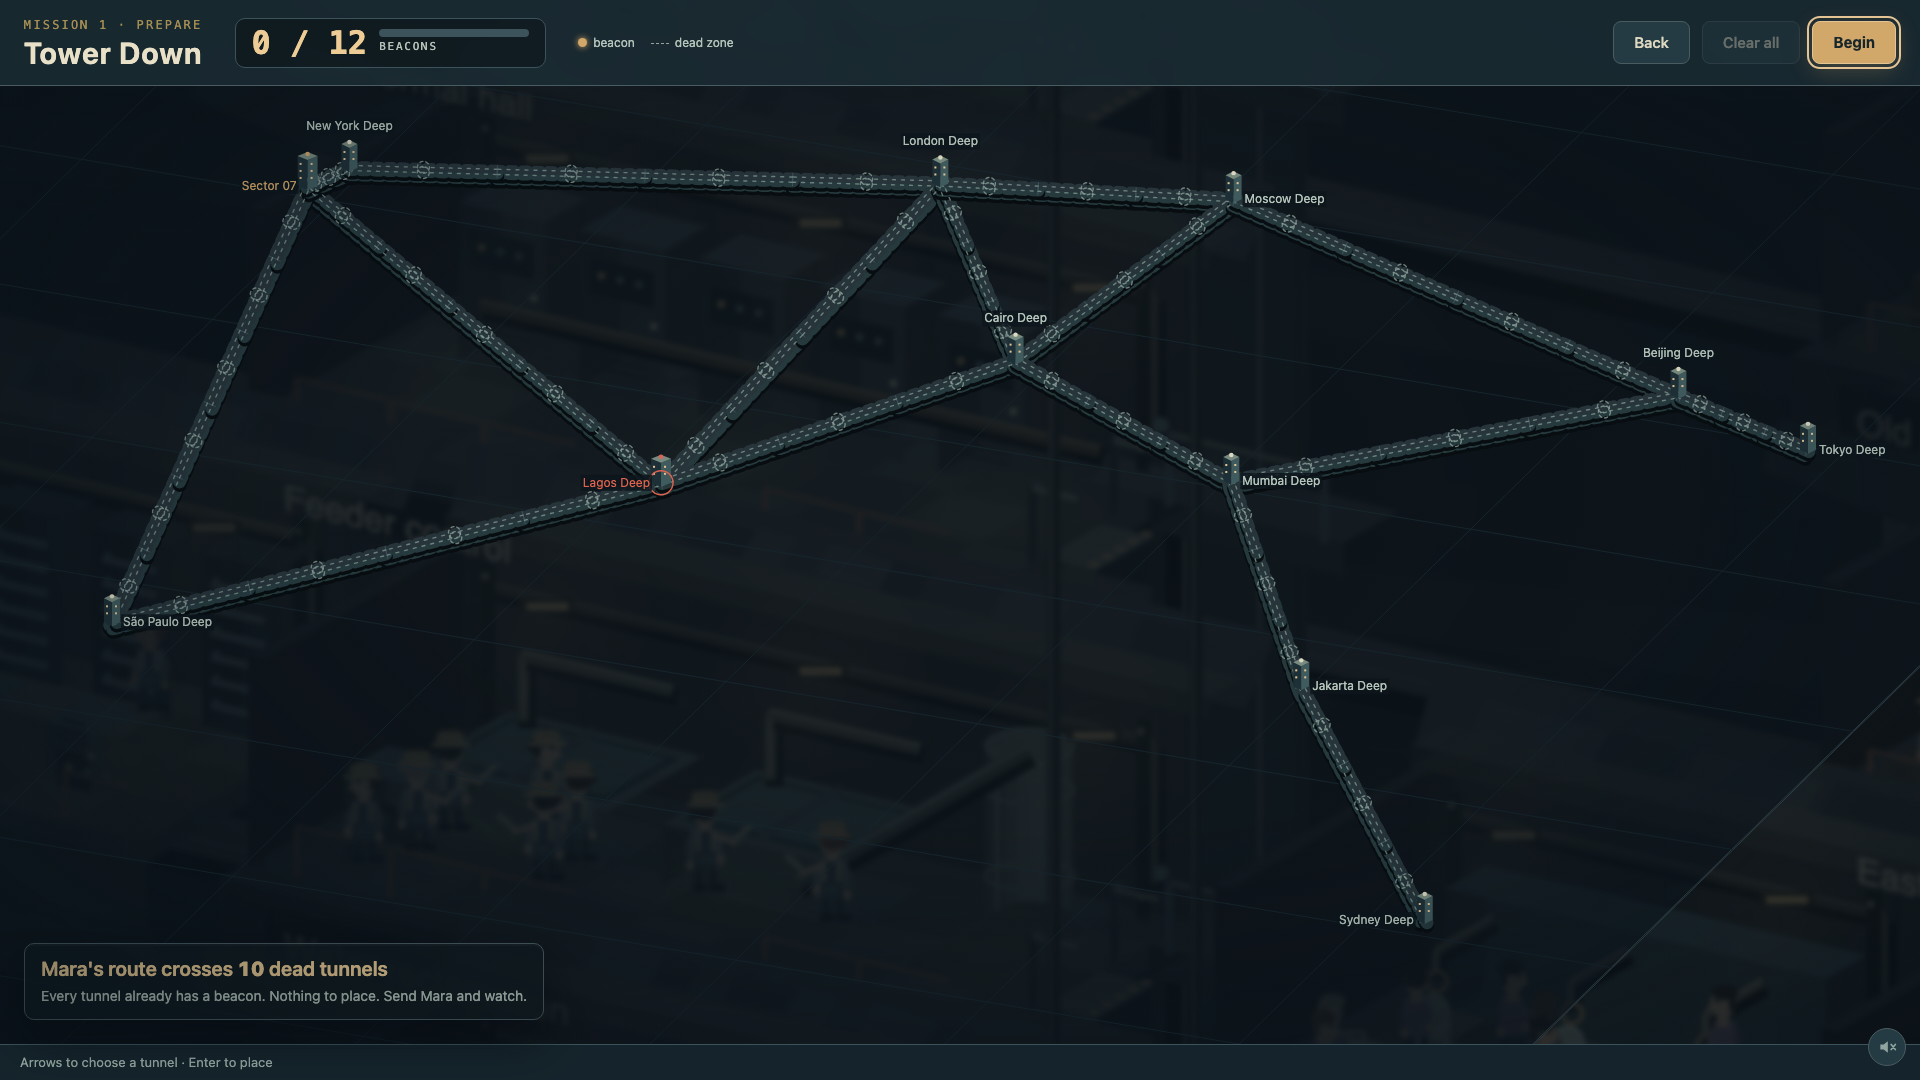 MISSION 1 · PREPARE
Tower Down
0 / 12
BEACONS
beacon
dead zone
Back
Clear all
Begin
New York Deep
London Deep
Sector 07
Moscow Deep
Cairo Deep
Beijing Deep
Tokyo Deep
Lagos Deep
Mumbai Deep
Feeder control
São Paulo Deep
Jakarta Deep
Sydney Deep
Mara's route crosses 10 dead tunnels
Every tunnel already has a beacon. Nothing to place. Send Mara and watch.
Arrows to choose a tunnel · Enter to place